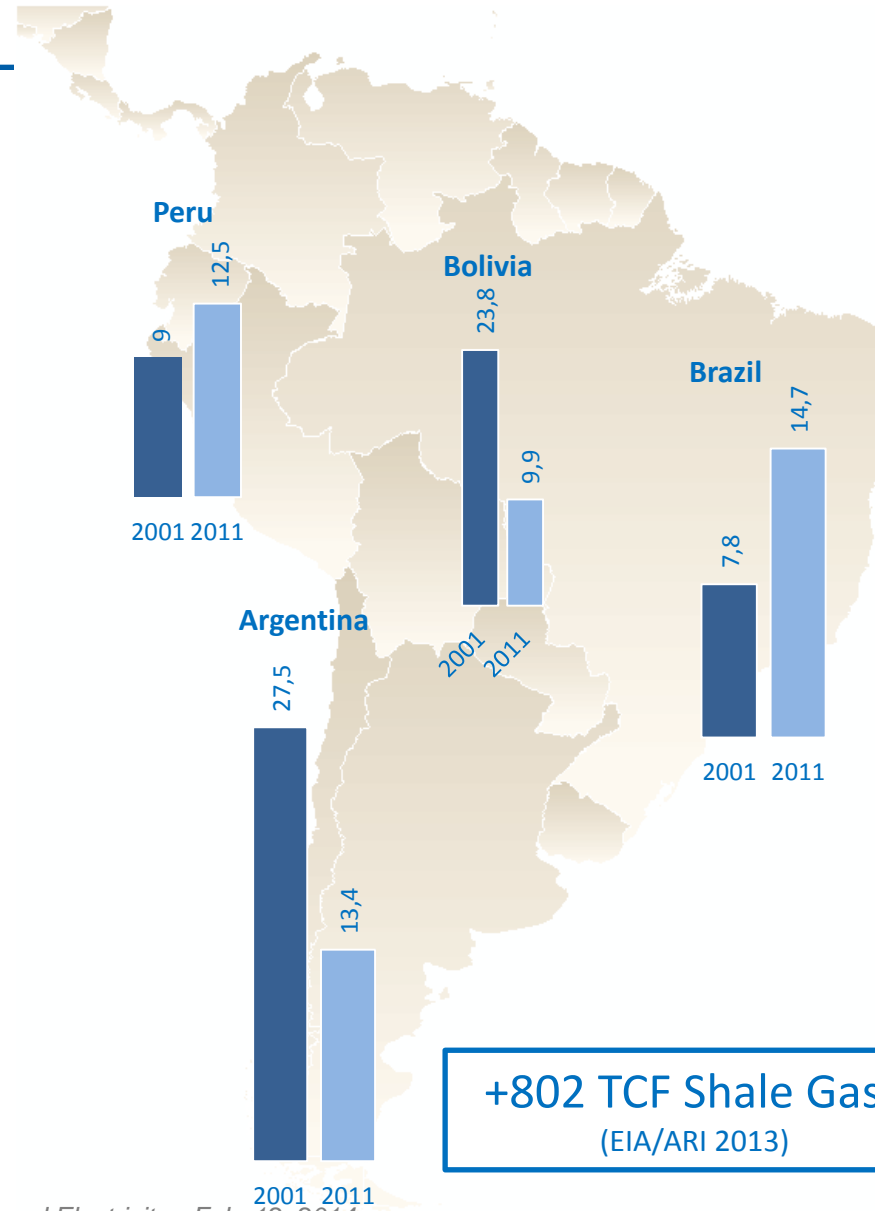 Peru
12,5
9
2001 2011
Bolivia
23,8
9,9
2001
2011
Brazil
14,7
7,8
2001 2011
Argentina
27,5
13,4
2001 2011
+802 TCF Shale Gas
(EIA/ARI 2013)